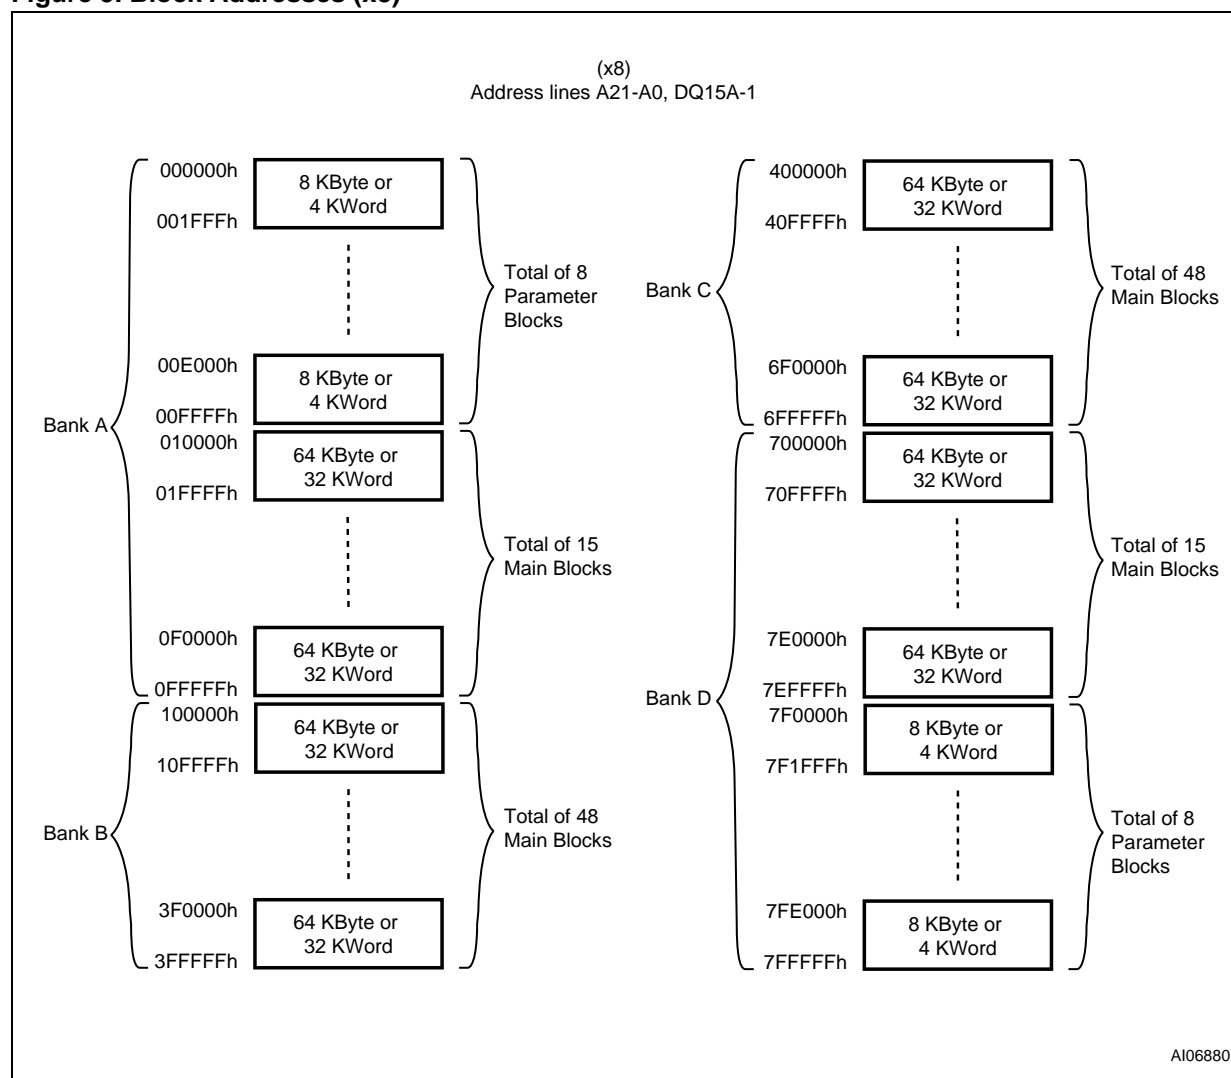 Figure 3. Block Addresses (x8)
(x8)
Address lines A21-A0, DQ15A-1
000000h
8 KByte or
4 KWord
001FFFh
Total of 8
Parameter
Blocks
00E000h
8 KByte or
4 KWord
00FFFFh
Bank A
010000h
64 KByte or
32 KWord
01FFFFh
Total of 15
Main Blocks
0F0000h
64 KByte or
32 KWord
0FFFFFh
100000h
64 KByte or
32 KWord
10FFFFh
Bank B
Total of 48
Main Blocks
3F0000h
64 KByte or
32 KWord
3FFFFFh
400000h
64 KByte or
32 KWord
40FFFFh
Bank C
Total of 48
Main Blocks
6F0000h
64 KByte or
32 KWord
6FFFFFh
700000h
64 KByte or
32 KWord
70FFFFh
Total of 15
Main Blocks
7E0000h
64 KByte or
32 KWord
7EFFFFh
Bank D
7F0000h
8 KByte or
4 KWord
7F1FFFh
Total of 8
Parameter
Blocks
7FE000h
8 KByte or
4 KWord
7FFFFFh
AI06880